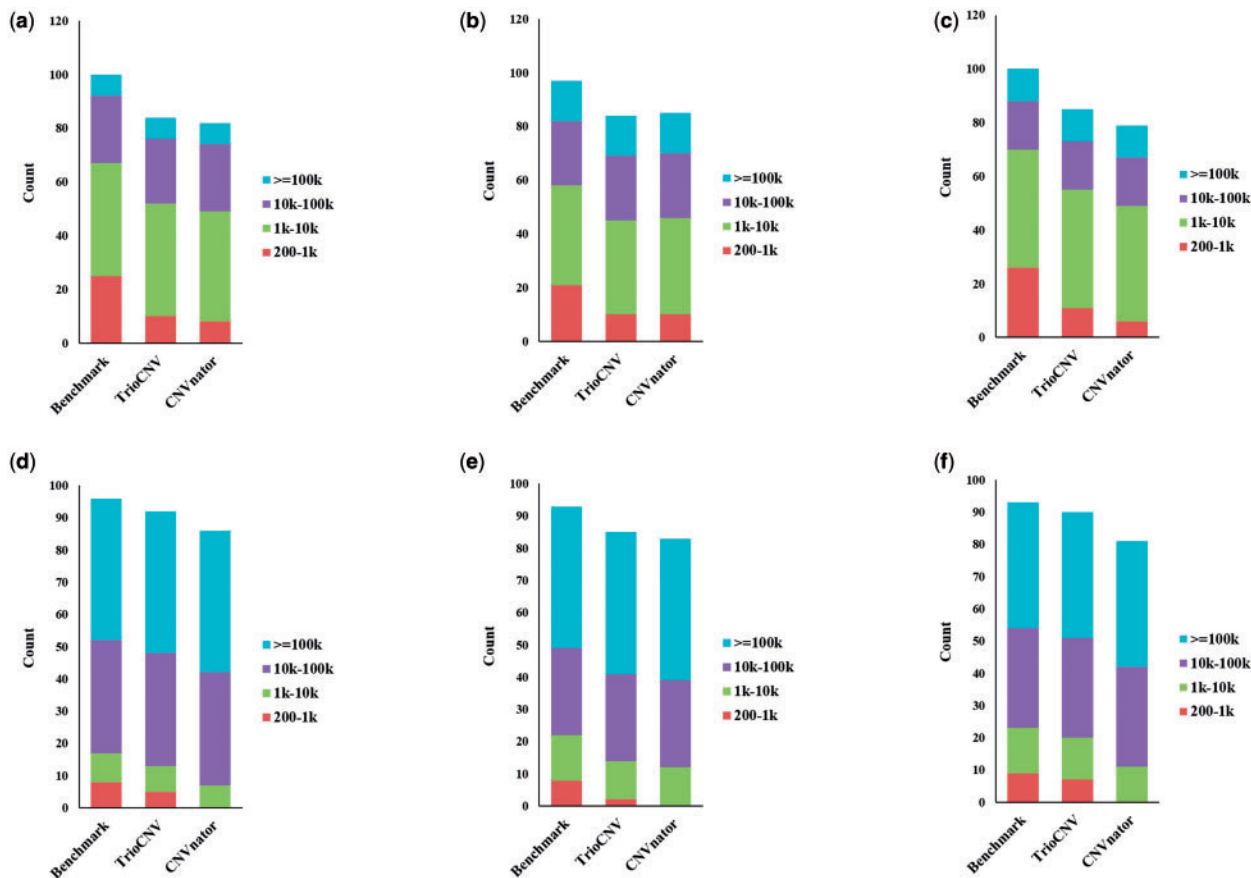 (a)
120
100
80
60
40
20
0
Count
Benchmark
TrioCNV
CNVnator
>=100k
10k-100k
1k-10k
200-1k
(b)
120
100
80
60
40
20
0
Count
Benchmark
TrioCNV
CNVnator
>=100k
10k-100k
1k-10k
200-1k
(c)
120
100
80
60
40
20
0
Count
Benchmark
TrioCNV
CNVnator
>=100k
10k-100k
1k-10k
200-1k
(d)
100
90
80
70
60
50
40
30
20
10
0
Count
Benchmark
TrioCNV
CNVnator
>=100k
10k-100k
1k-10k
200-1k
(e)
100
90
80
70
60
50
40
30
20
10
0
Count
Benchmark
TrioCNV
CNVnator
>=100k
10k-100k
1k-10k
200-1k
(f)
100
90
80
70
60
50
40
30
20
10
0
Count
Benchmark
TrioCNV
CNVnator
>=100k
10k-100k
1k-10k
200-1k